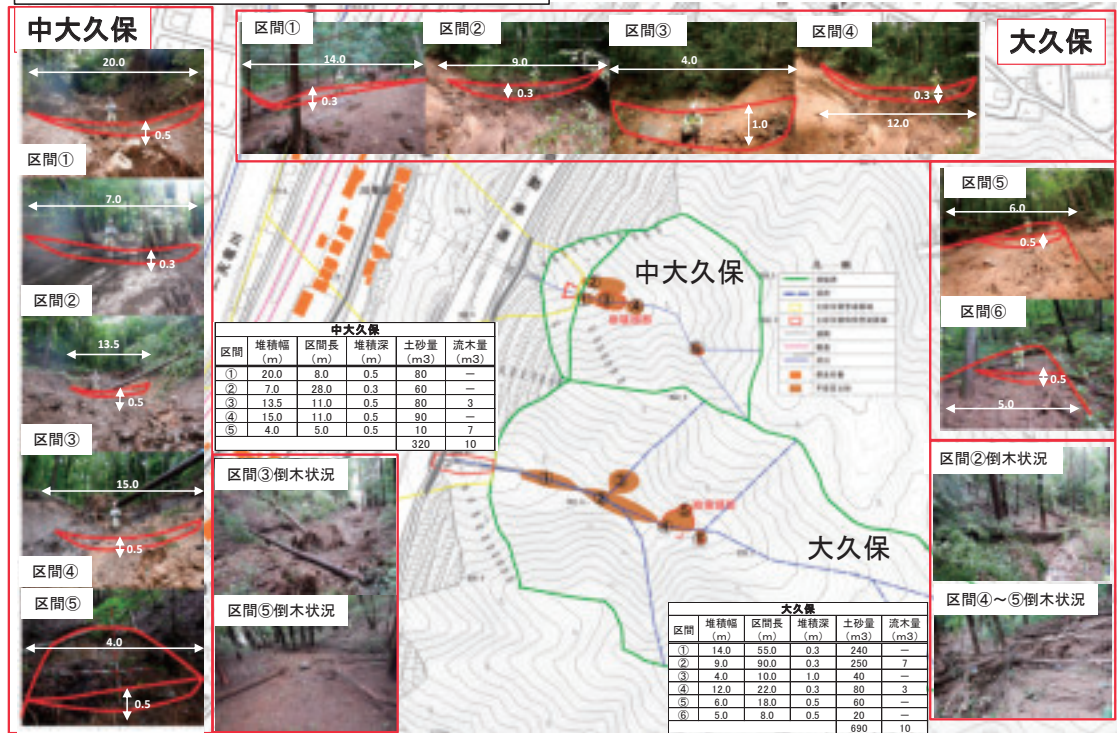 中大久保
20.0
0.5
区間①
7.0
0.3
区間②
13.5
0.5
区間③
15.0
0.5
区間④
区間⑤
4.0
0.5
大久保
区間①
14.0
0.3
区間②
9.0
0.3
区間③
4.0
1.0
区間④
0.3
12.0
区間⑤
6.0
0.5
区間⑥
0.5
5.0
中大久保
②
①
③
④
大久保
①
②
凡 例
中大久保
区間 堆積幅（m） 区間長（m） 堆積深（m） 土砂量（m3） 流木量（m3）
① 20.0 8.0 0.5 80 －
② 7.0 28.0 0.3 60 －
③ 13.5 11.0 0.5 80 3
④ 15.0 11.0 0.5 90 －
⑤ 4.0 5.0 0.5 10 7
320 10
区間③倒木状況
区間⑤倒木状況
区間②倒木状況
区間④～⑤倒木状況
大久保
区間 堆積幅（m） 区間長（m） 堆積深（m） 土砂量（m3） 流木量（m3）
① 14.0 55.0 0.3 240 －
② 9.0 90.0 0.3 250 7
③ 4.0 10.0 1.0 40 －
④ 12.0 22.0 0.3 80 3
⑤ 6.0 18.0 0.5 60 －
⑥ 5.0 8.0 0.5 20 －
690 10